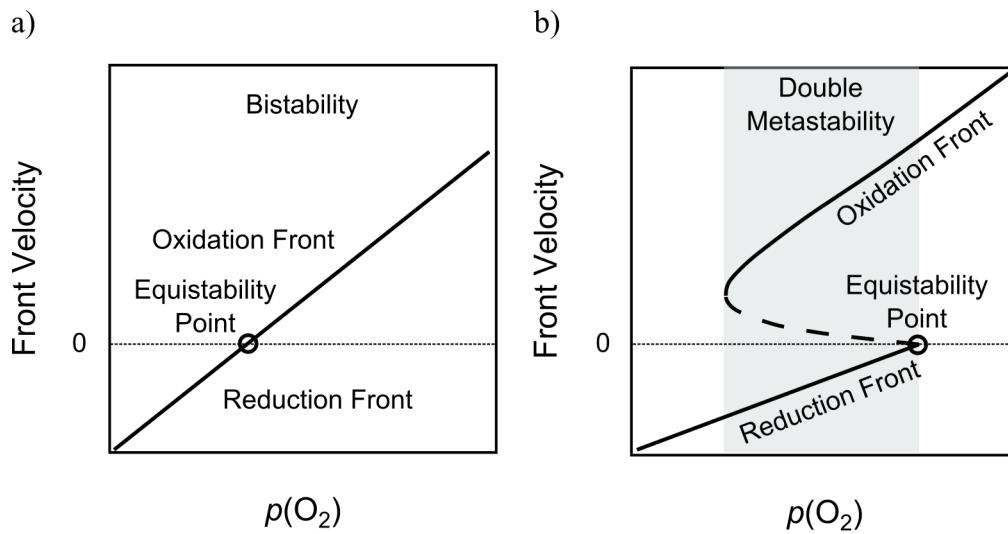 a)
Bistability
Oxidation Front
Equistability
Point
0
Reduction Front
Front Velocity
p(O2)
b)
Double
Metastability
Oxidation Front
Equistability
Point
0
Reduction Front
Front Velocity
p(O2)